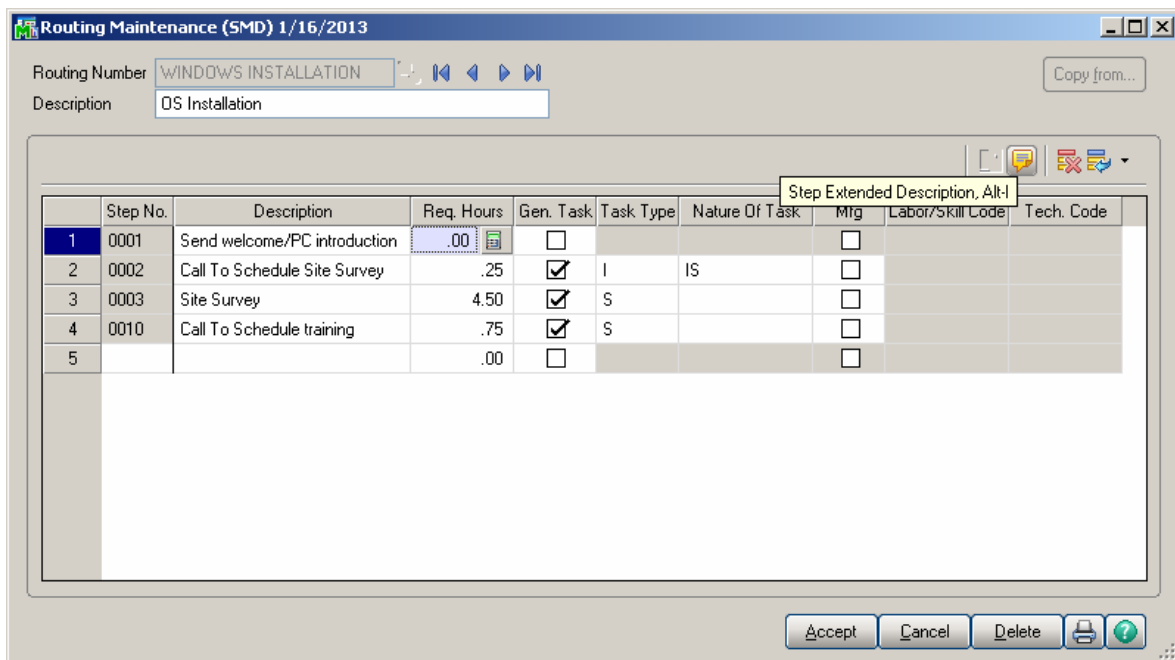 Routing Maintenance (SMD) 1/16/2013
Routing Number WINDOWS INSTALLATION Copy from...
Description OS Installation
Step Extended Description, Alt-I
Step No. Description Req. Hours Gen. Task Task Type Nature Of Task Mfg Labor/Skill Code Tech. Code
1 0001 Send welcome/PC introduction .00
2 0002 Call To Schedule Site Survey .25 I IS
3 0003 Site Survey 4.50 S
4 0010 Call To Schedule training .75 S
5 .00
Accept Cancel Delete